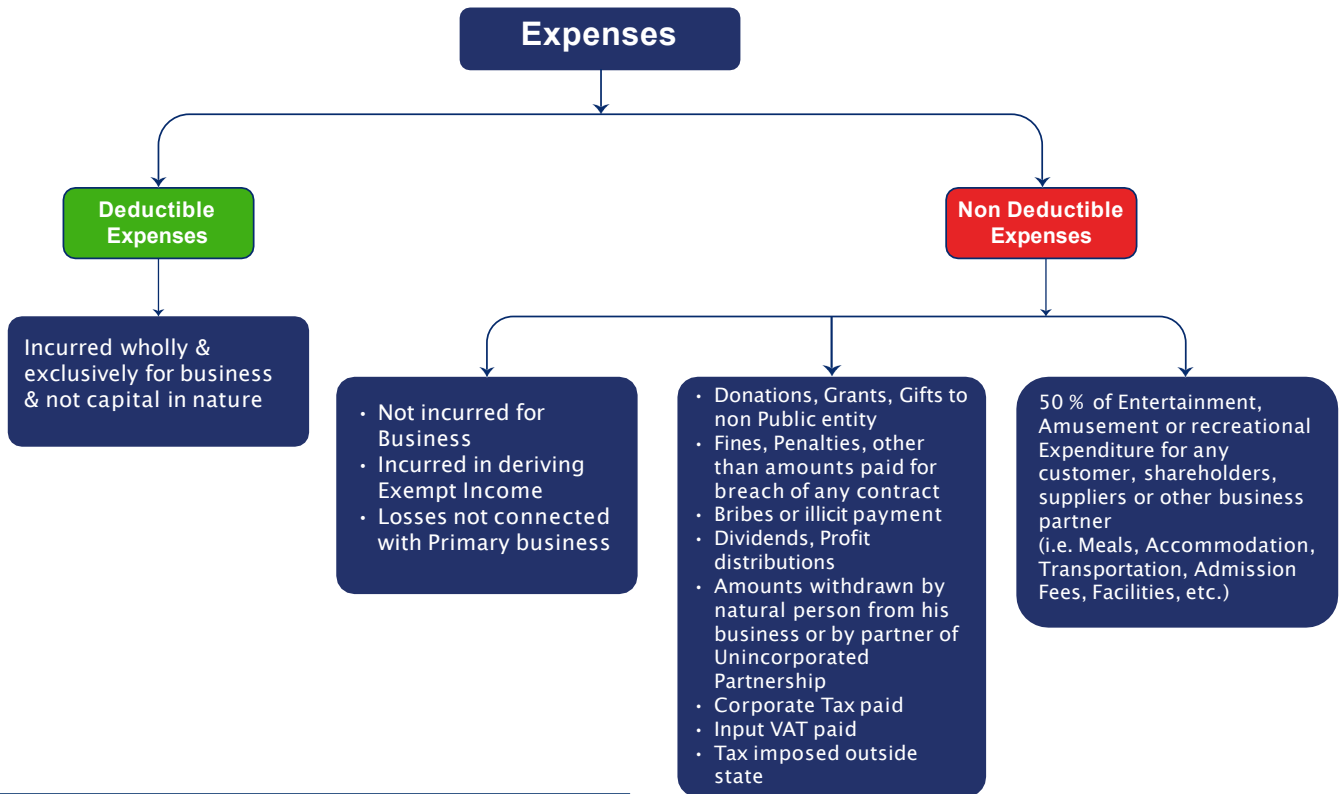 Expenses
Deductible
Expenses
Non Deductible
Expenses
Incurred wholly &
exclusively for business
& not capital in nature
• Not incurred for
Business
• Incurred in deriving
Exempt Income
• Losses not connected
with Primary business
• Donations, Grants, Gifts to
non Public entity
• Fines, Penalties, other
than amounts paid for
breach of any contract
• Bribes or illicit payment
• Dividends, Profit
distributions
• Amounts withdrawn by
natural person from his
business or by partner of
Unincorporated
Partnership
• Corporate Tax paid
• Input VAT paid
• Tax imposed outside
state
50 % of Entertainment,
Amusement or recreational
Expenditure for any
customer, shareholders,
suppliers or other business
partner
(i.e. Meals, Accommodation,
Transportation, Admission
Fees, Facilities, etc.)